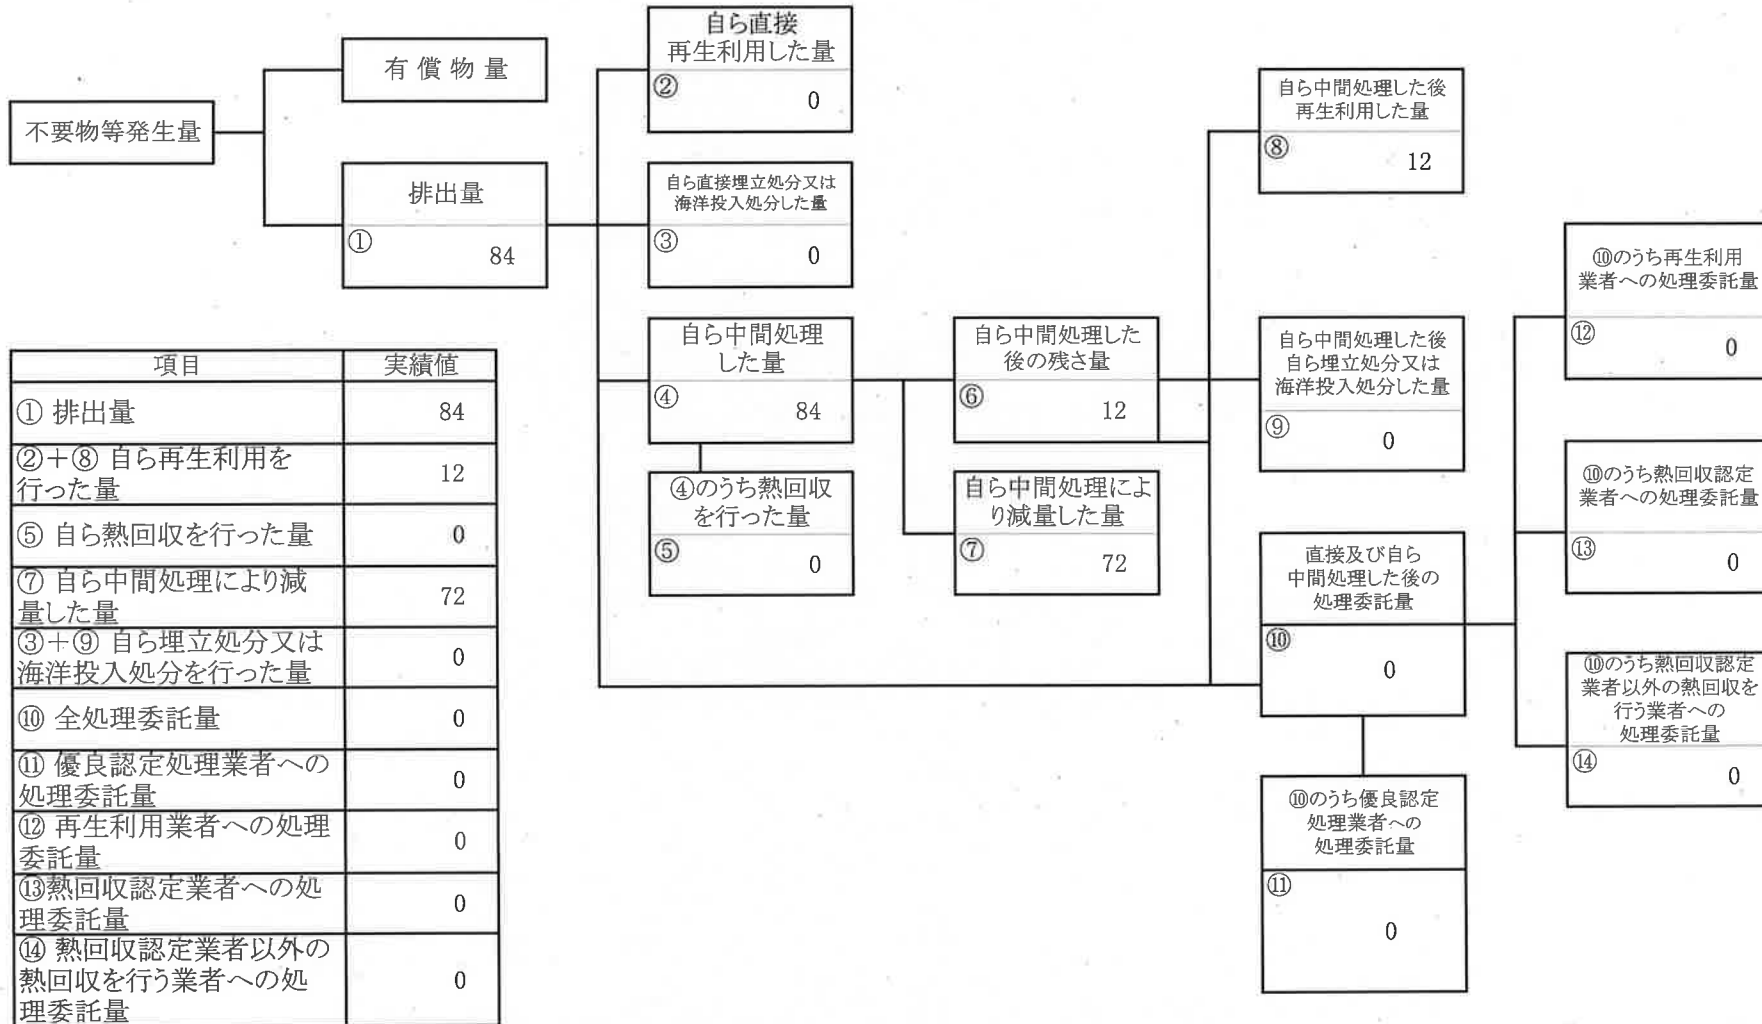 不要物等発生量
有償物量
排出量
①
84
自ら直接
再生利用した量
②
0
自ら直接埋立処分又は
海洋投入処分した量
③
0
自ら中間処理
した量
④
84
④のうち熱回収
を行った量
⑤
0
自ら中間処理した
後の残さ量
⑥
12
自ら中間処理によ
り減量した量
⑦
72
自ら中間処理した後
再生利用した量
⑧
12
自ら中間処理した後
自ら埋立処分又は
海洋投入処分した量
⑨
0
直接及び自ら
中間処理した後の
処理委託量
⑩
0
⑩のうち優良認定
処理業者への
処理委託量
⑪
0
⑩のうち再生利用
業者への処理委託量
⑫
0
⑩のうち熱回収認定
業者への処理委託量
⑬
0
⑩のうち熱回収認定
業者以外の熱回収を
行う業者への
処理委託量
⑭
0
項目 実績値
① 排出量 84
②+⑧ 自ら再生利用を
行った量 12
⑤ 自ら熱回収を行った量 0
⑦ 自ら中間処理により減
量した量 72
③+⑨ 自ら埋立処分又は
海洋投入処分を行った量 0
⑩ 全処理委託量 0
⑪ 優良認定処理業者への
処理委託量 0
⑫ 再生利用業者への処理
委託量 0
⑬熱回収認定業者への処
理委託量 0
⑭ 熱回収認定業者以外の
熱回収を行う業者への処
理委託量 0